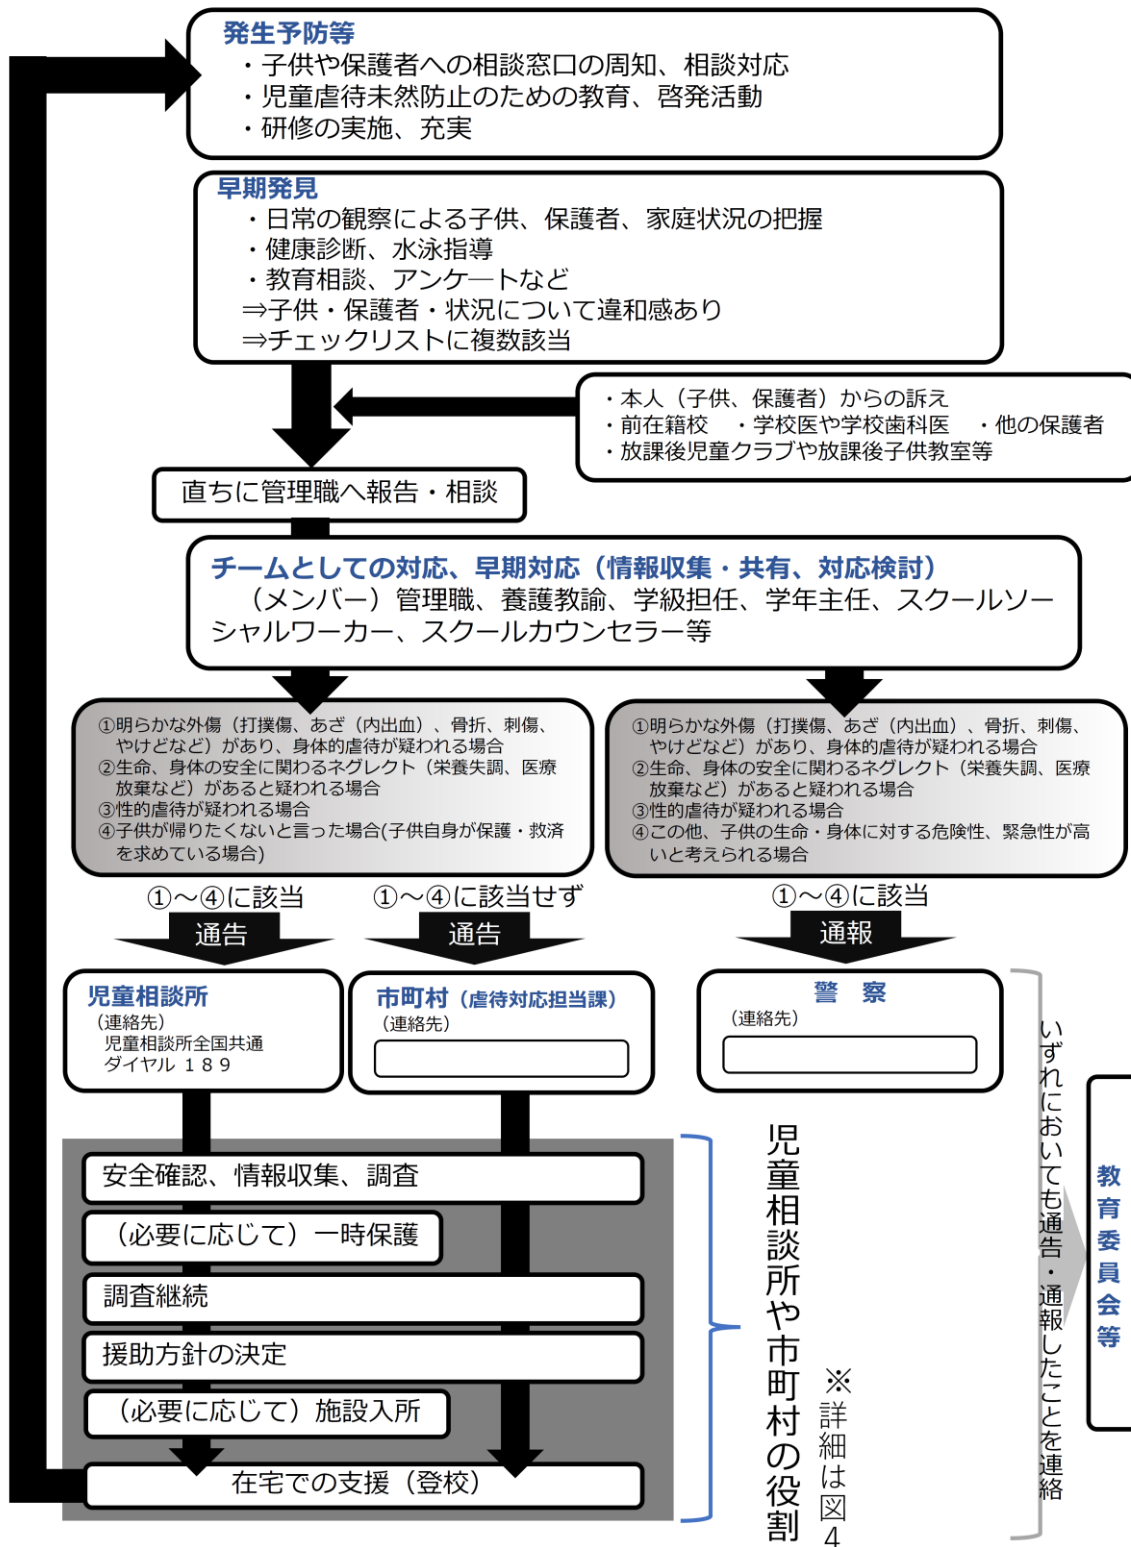 発生予防等
・子供や保護者への相談窓口の周知、相談対応
・児童虐待未然防止のための教育、啓発活動
・研修の実施、充実
早期発見
・日常の観察による子供、保護者、家庭状況の把握
・健康診断、水泳指導
・教育相談、アンケートなど
⇒子供・保護者・状況について違和感あり
⇒チェックリストに複数該当
・本人（子供、保護者）からの訴え
・前在籍校　・学校医や学校歯科医　・他の保護者
・放課後児童クラブや放課後子供教室等
直ちに管理職へ報告・相談
チームとしての対応、早期対応（情報収集・共有、対応検討）
（メンバー）管理職、養護教諭、学級担任、学年主任、スクールソー
シャルワーカー、スクールカウンセラー等
①明らかな外傷（打撲傷、あざ（内出血）、骨折、刺傷、
やけどなど）があり、身体的虐待が疑われる場合
②生命、身体の安全に関わるネグレクト（栄養失調、医療
放棄など）があると疑われる場合
③性的虐待が疑われる場合
④子供が帰りたくないと言った場合(子供自身が保護・救済
を求めている場合)
①明らかな外傷（打撲傷、あざ（内出血）、骨折、刺傷、
やけどなど）があり、身体的虐待が疑われる場合
②生命、身体の安全に関わるネグレクト（栄養失調、医療
放棄など）があると疑われる場合
③性的虐待が疑われる場合
④この他、子供の生命・身体に対する危険性、緊急性が高
いと考えられる場合
①～④に該当
①～④に該当せず
①～④に該当
通告
通告
通報
児童相談所
（連絡先）
児童相談所全国共通
ダイヤル １８９
市町村（虐待対応担当課）
（連絡先）
警　察
（連絡先）
いずれにおいても通告・通報したことを連絡
教育委員会等
安全確認、情報収集、調査
（必要に応じて）一時保護
調査継続
援助方針の決定
（必要に応じて）施設入所
在宅での支援（登校）
児童相談所や市町村の役割
※詳細は図４